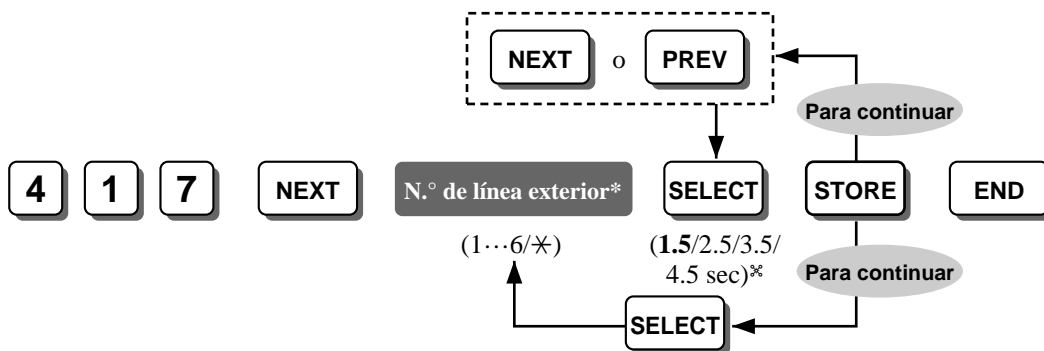 NEXT o PREV
Para continuar
4 1 7 NEXT N.° de línea exterior* SELECT STORE END
(1···6/✳) (1.5/2.5/3.5/
4.5 sec)⌘
Para continuar
SELECT